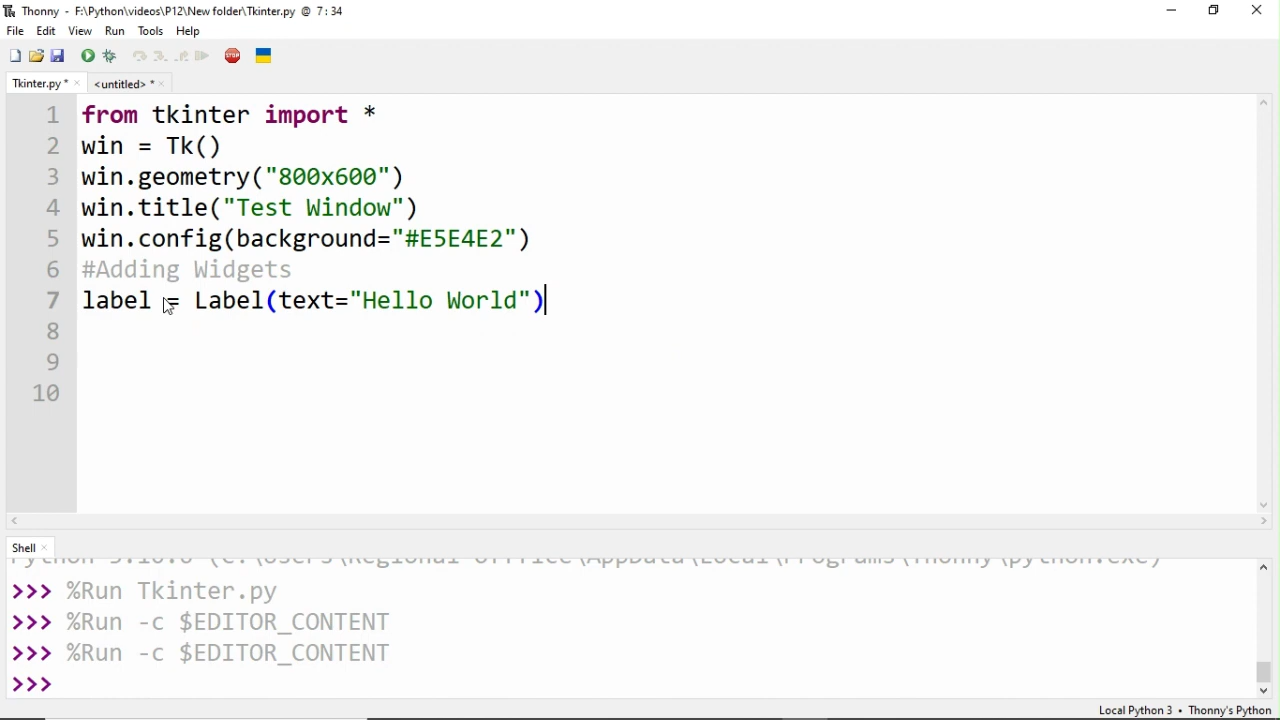 Thonny - F:\Python\videos\P12\New folder\Tkinter.py @ 7:34
File Edit View Run Tools Help
Tkinter.py * × <untitled> * ×
1 from tkinter import *
2 win = Tk()
3 win.geometry("800x600")
4 win.title("Test Window")
5 win.config(background="#E5E4E2")
6 #Adding Widgets
7 label = Label(text="Hello World")
8
9
10
Shell ×
>>> %Run Tkinter.py
>>> %Run -c $EDITOR_CONTENT
>>> %Run -c $EDITOR_CONTENT
>>>
Local Python 3 • Thonny's Python